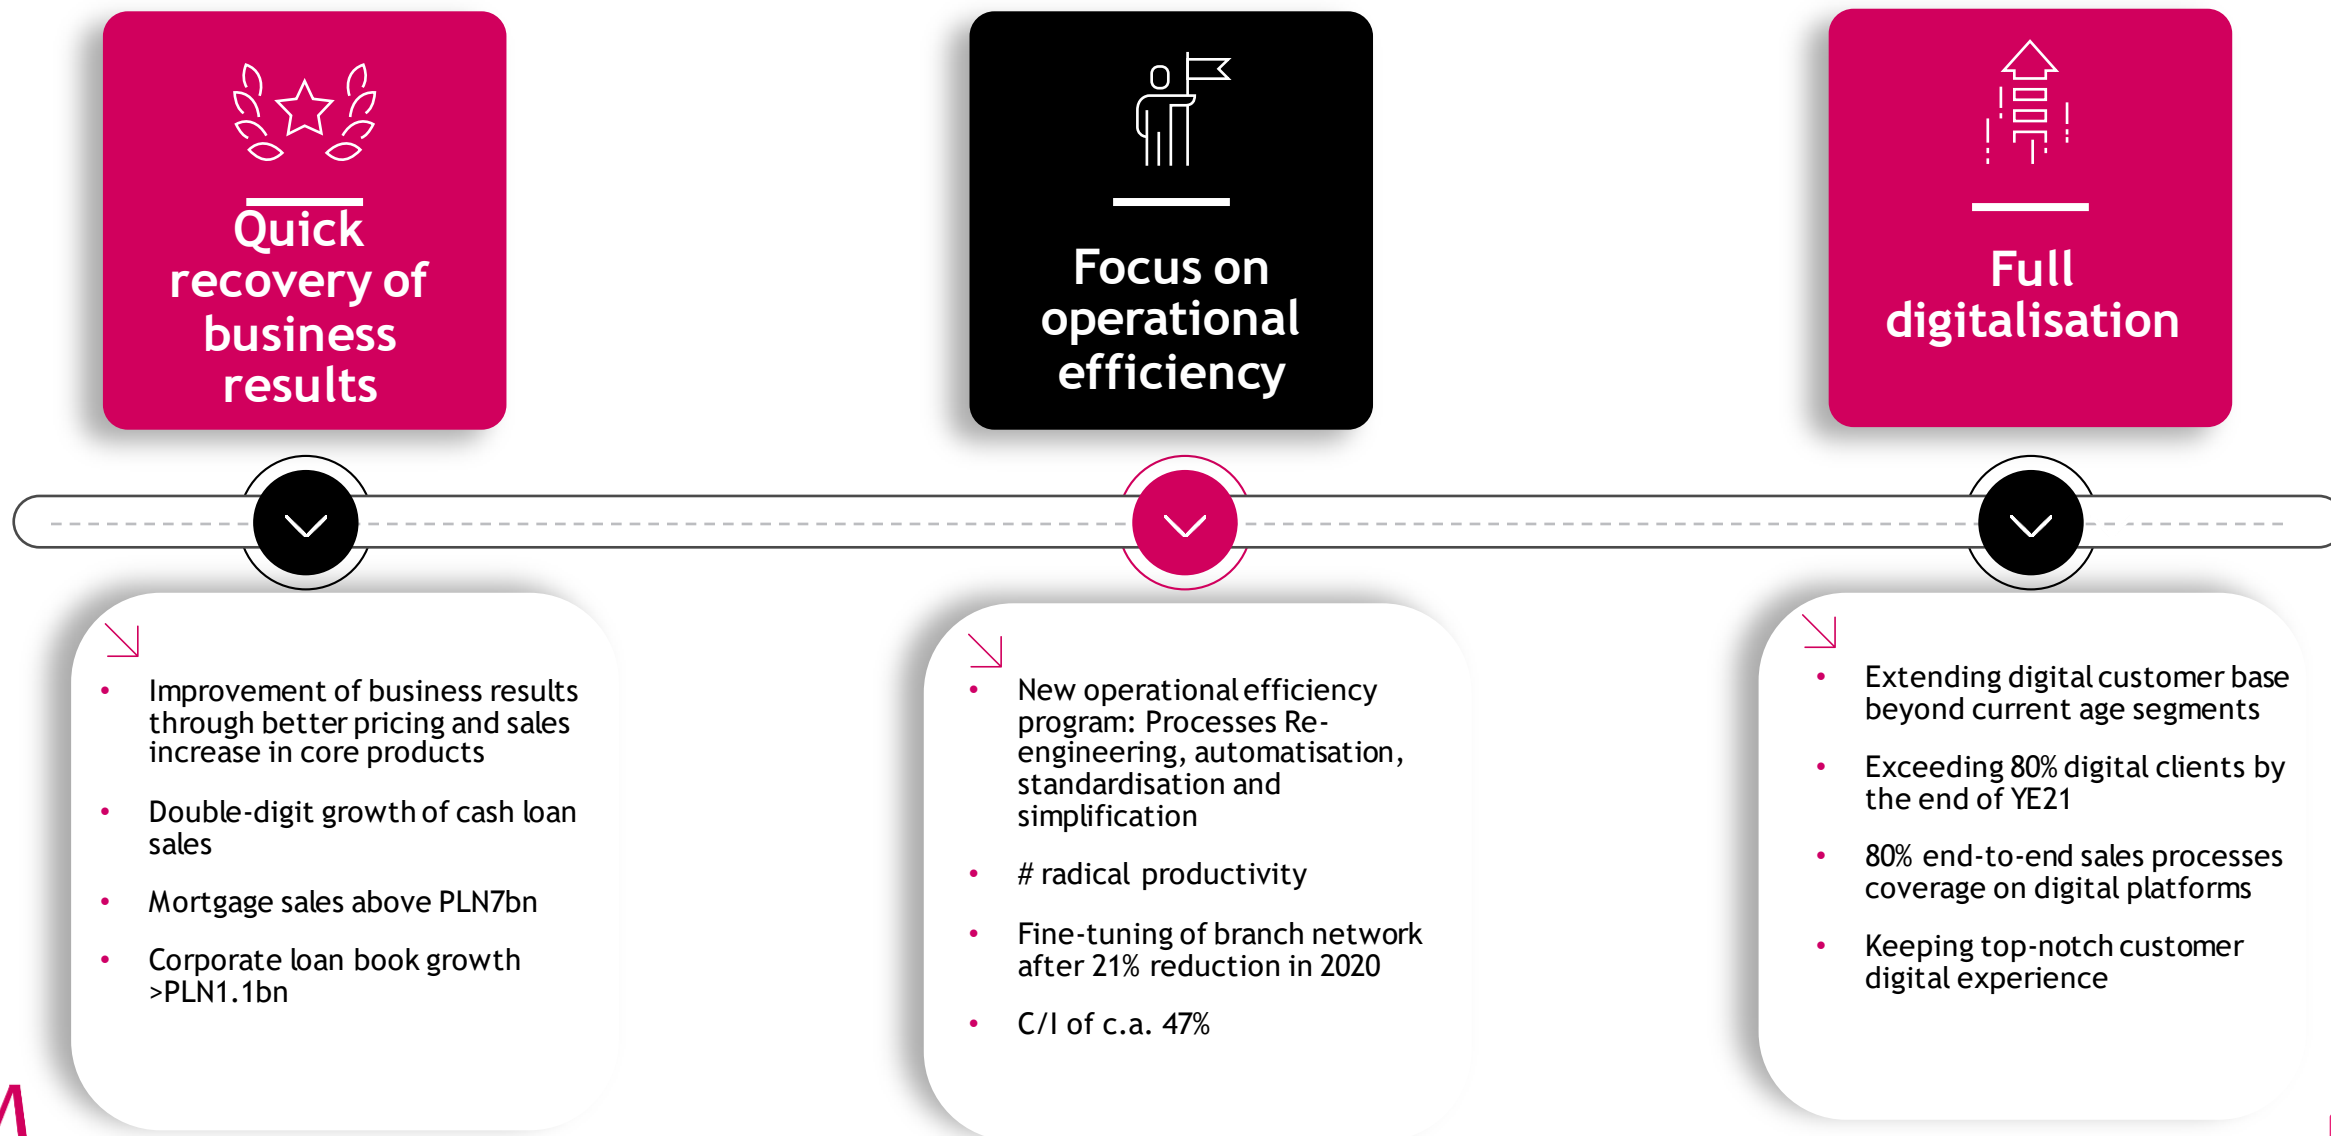 Quick
recovery of
business
results
Focus on
operational
efficiency
Full
digitalisation
• Improvement of business results
through better pricing and sales
increase in core products
• Double-digit growth of cash loan
sales
• Mortgage sales above PLN7bn
• Corporate loan book growth
>PLN1.1bn
• New operational efficiency
program: Processes Re-
engineering, automatisation,
standardisation and
simplification
• # radical productivity
• Fine-tuning of branch network
after 21% reduction in 2020
• C/I of c.a. 47%
• Extending digital customer base
beyond current age segments
• Exceeding 80% digital clients by
the end of YE21
• 80% end-to-end sales processes
coverage on digital platforms
• Keeping top-notch customer
digital experience